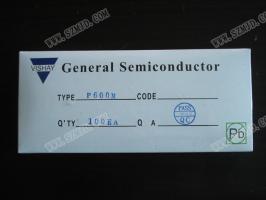 VISHAY
General Semiconductor
TYPE P600M CODE
PASS
QC
Q'TY 100EA Q A
Pb